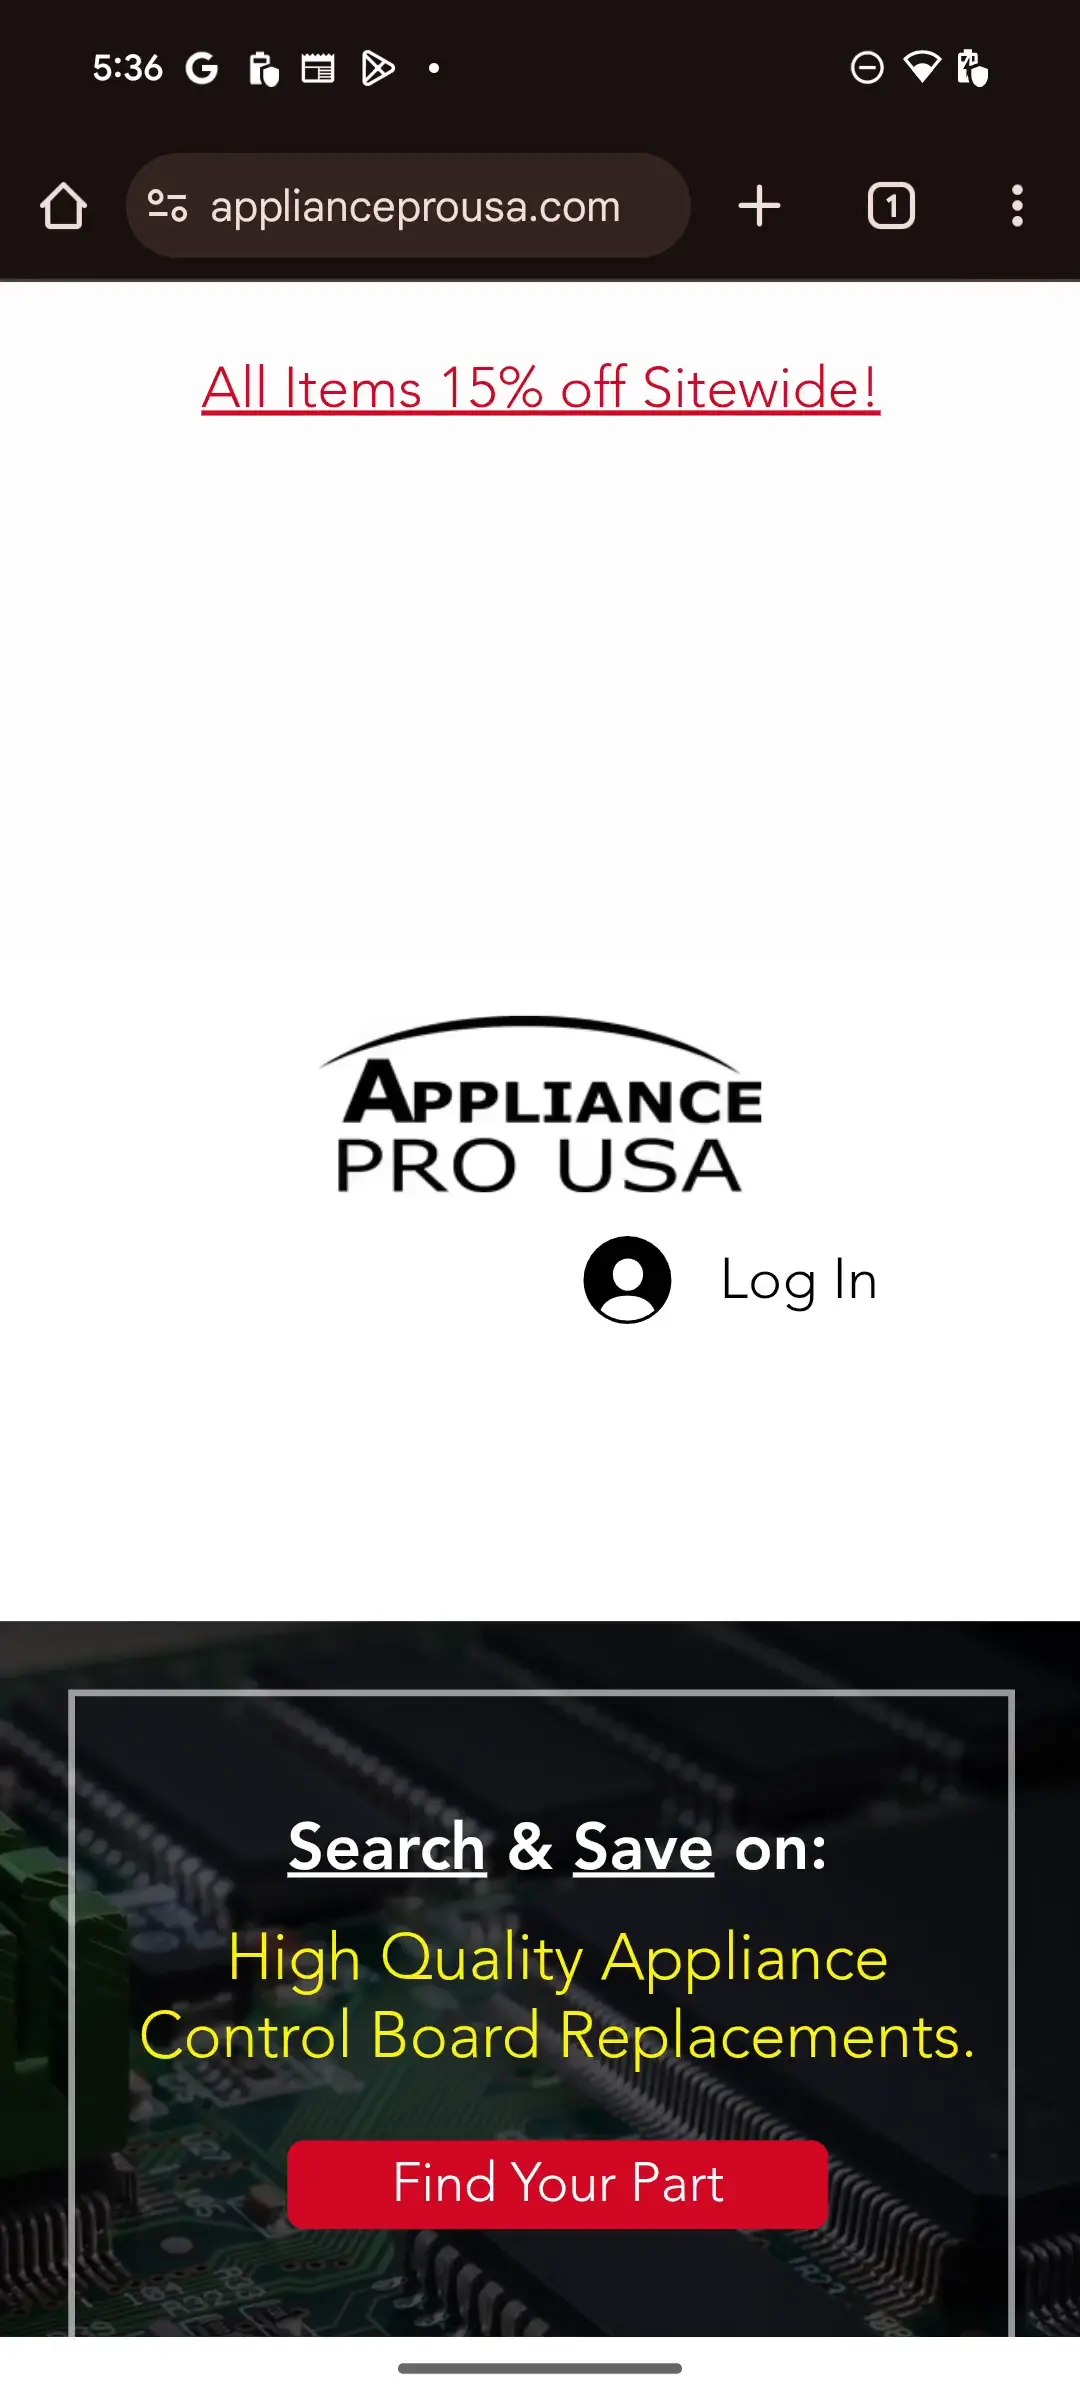 5:36
applianceprousa.com
1
All Items 15% off Sitewide!
APPLIANCE
PRO USA
Log In
Search & Save on:
High Quality Appliance
Control Board Replacements.
Find Your Part